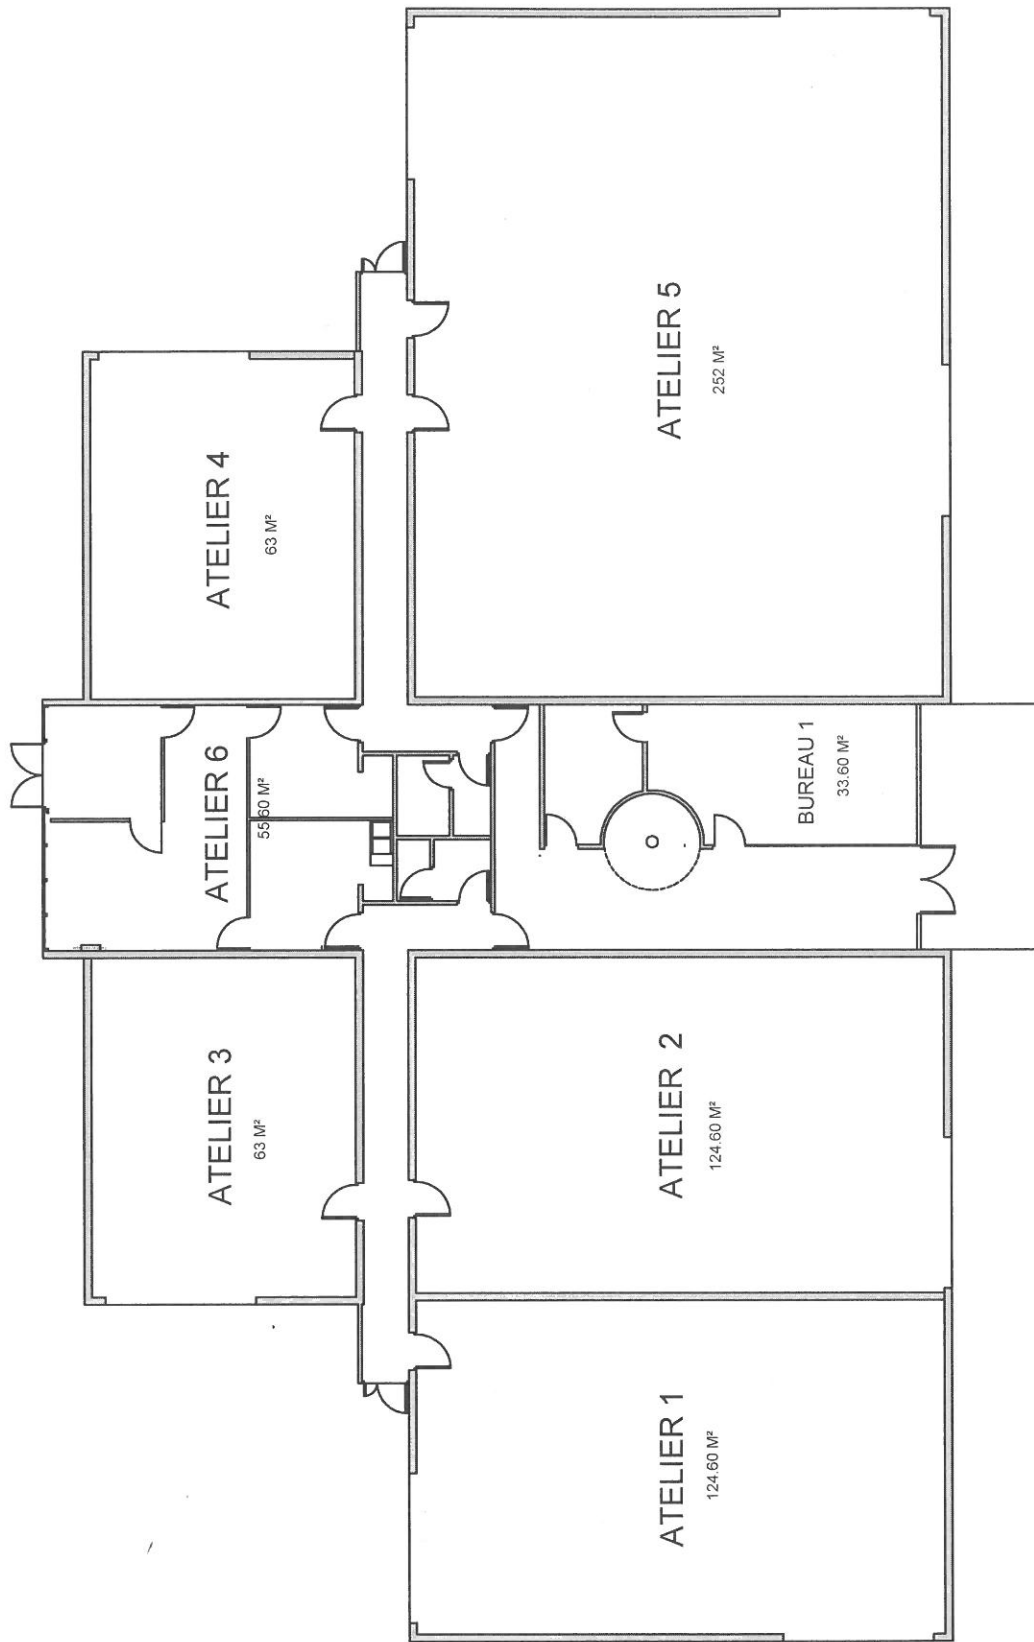 ATELIER 3
63 M²
ATELIER 6
55.60 M²
ATELIER 4
63 M²
ATELIER 1
124.60 M²
ATELIER 2
124.60 M²
BUREAU 1
33.60 M²
ATELIER 5
252 M²